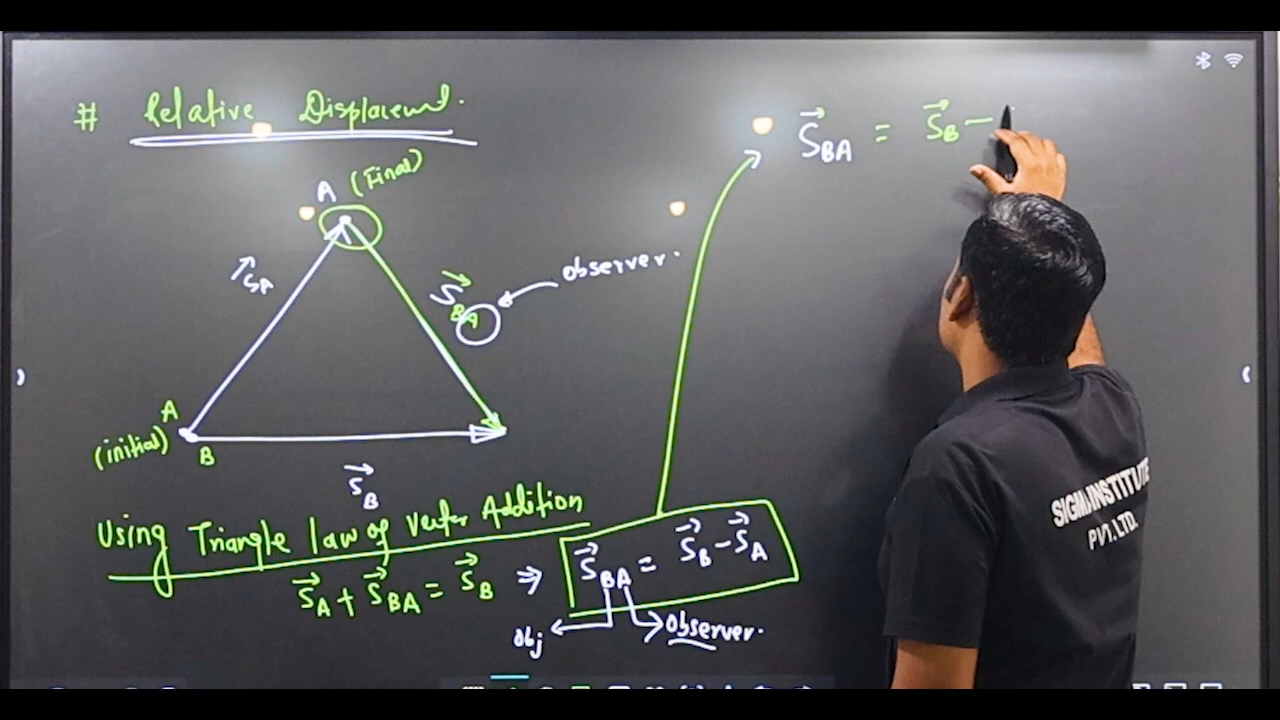 # Relative Displacement.
A (Final)
S⃗A
S⃗BA
observer.
A
(initial)
B
S⃗B
Using Triangle law of Vector Addition
S⃗A + S⃗BA = S⃗B ⇒ S⃗BA = S⃗B - S⃗A
Obj
observer.
S⃗BA = S⃗B -
SIGMA INSTITUTE
PVT. LTD.